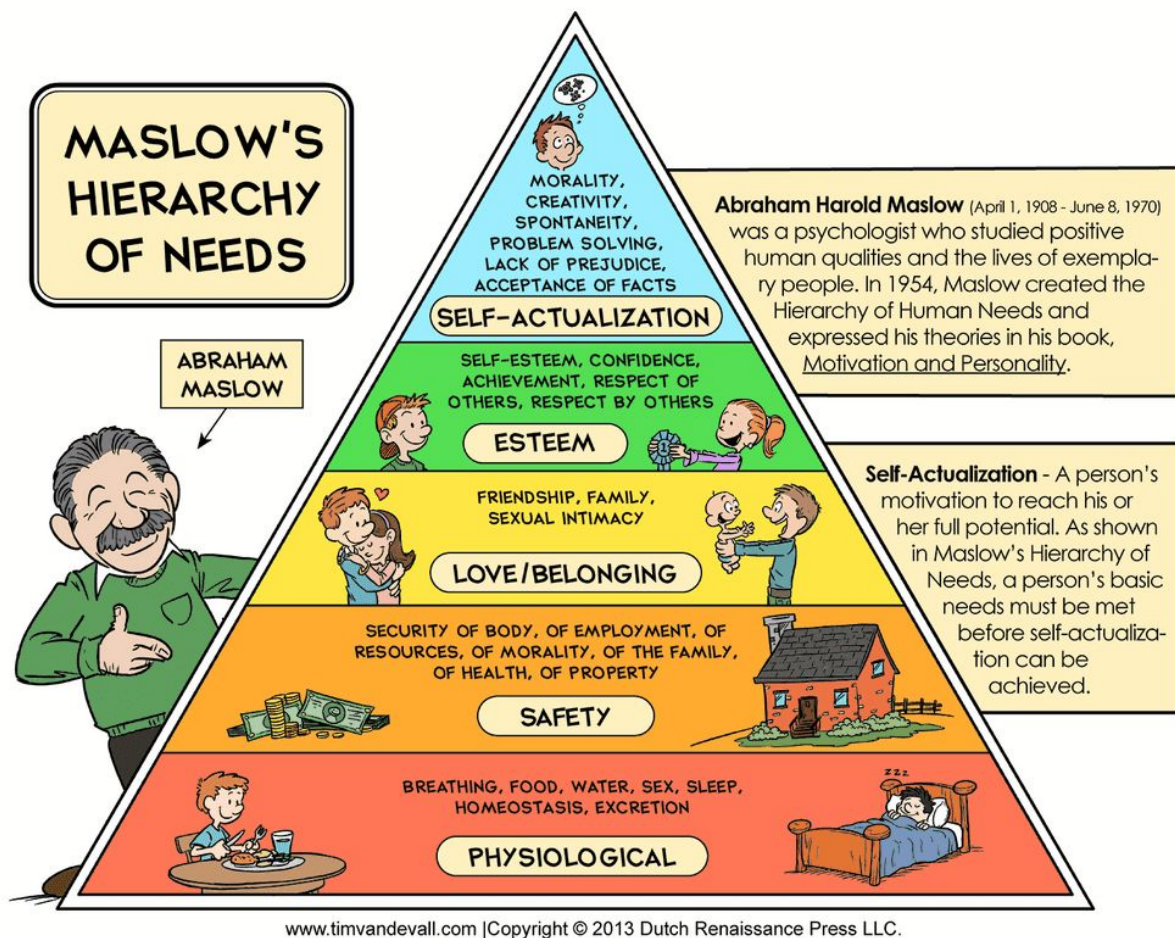 MASLOW'S
HIERARCHY
OF NEEDS
ABRAHAM
MASLOW
MORALITY,
CREATIVITY,
SPONTANEITY,
PROBLEM SOLVING,
LACK OF PREJUDICE,
ACCEPTANCE OF FACTS
SELF-ACTUALIZATION
SELF-ESTEEM, CONFIDENCE,
ACHIEVEMENT, RESPECT OF
OTHERS, RESPECT BY OTHERS
ESTEEM
1
FRIENDSHIP, FAMILY,
SEXUAL INTIMACY
LOVE/BELONGING
SECURITY OF BODY, OF EMPLOYMENT, OF
RESOURCES, OF MORALITY, OF THE FAMILY,
OF HEALTH, OF PROPERTY
SAFETY
BREATHING, FOOD, WATER, SEX, SLEEP,
HOMEOSTASIS, EXCRETION
PHYSIOLOGICAL
ZZZ
Abraham Harold Maslow (April 1, 1908 - June 8, 1970)
was a psychologist who studied positive
human qualities and the lives of exempla-
ry people. In 1954, Maslow created the
Hierarchy of Human Needs and
expressed his theories in his book,
Motivation and Personality.
Self-Actualization - A person's
motivation to reach his or
her full potential. As shown
in Maslow's Hierarchy of
Needs, a person's basic
needs must be met
before self-actualiza-
tion can be
achieved.
www.timvandevall.com |Copyright © 2013 Dutch Renaissance Press LLC.